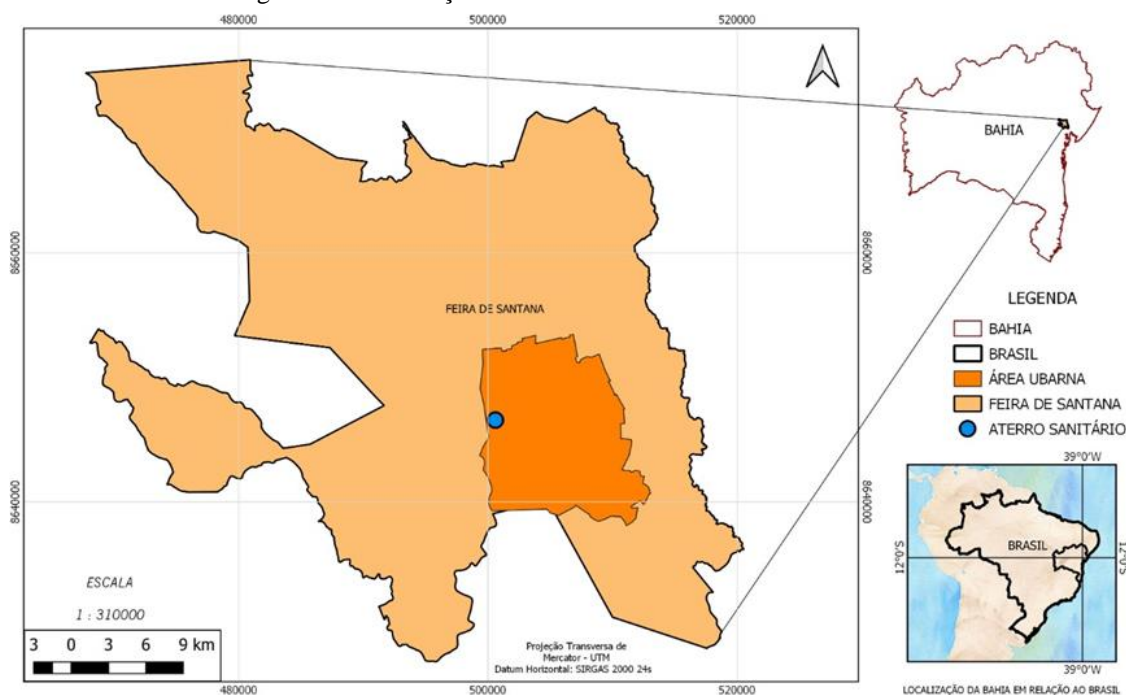 480000
500000
520000
BAHIA
8660000
8660000
FEIRA DE SANTANA
LEGENDA
BAHIA
BRASIL
ÁREA UBARNA
FEIRA DE SANTANA
ATERRO SANITÁRIO
39°0'W
8640000
8640000
BRASIL
12°0'S
12°0'S
ESCALA
1 : 310000
3 0 3 6 9 km
Projeção Transversa de
Mercator - UTM
Datum Horizontal: SIRGAS 2000 24s
39°0'W
480000
500000
520000
LOCALIZAÇÃO DA BAHIA EM RELAÇÃO AO BRASIL